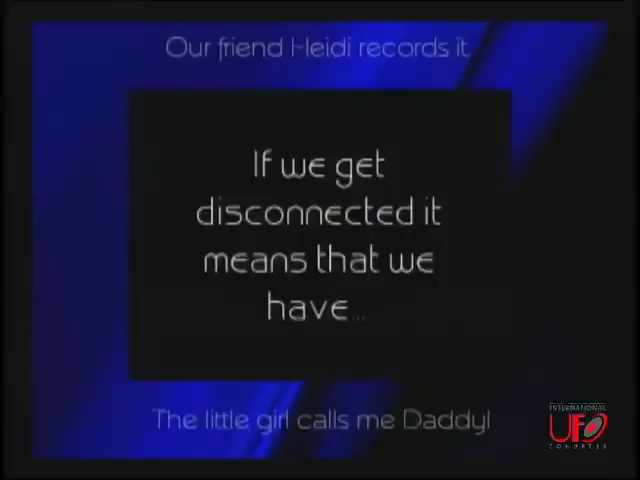 Our friend Heidi records it
If we get
disconnected it
means that we
have...
The little girl calls me Daddy!
INTERNATIONAL
UFO
CONGRESS